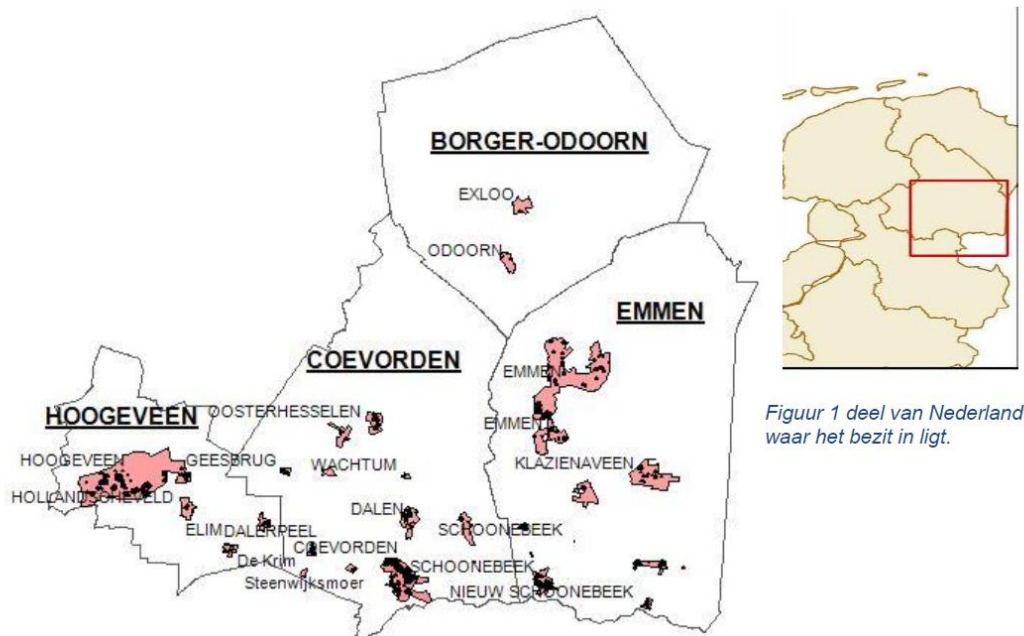 BORGER-ODOORN
EXLOO
ODOORN
EMMEN
COEVORDEN
EMMEN
HOOGEVEEN
OOSTERHESSELEN
EMMEN
HOOGEVEEN
GEESBRUG
WACHTUM
KLAZIENAVEEN
HOLLANDSCHEVELD
DALEN
ELIM
DALERPEEL
SCHOONEBEEK
COEVORDEN
De Krim
SCHOONEBEEK
Steenwijksmoer
NIEUW SCHOONEBEEK
Figuur 1 deel van Nederland
waar het bezit in ligt.